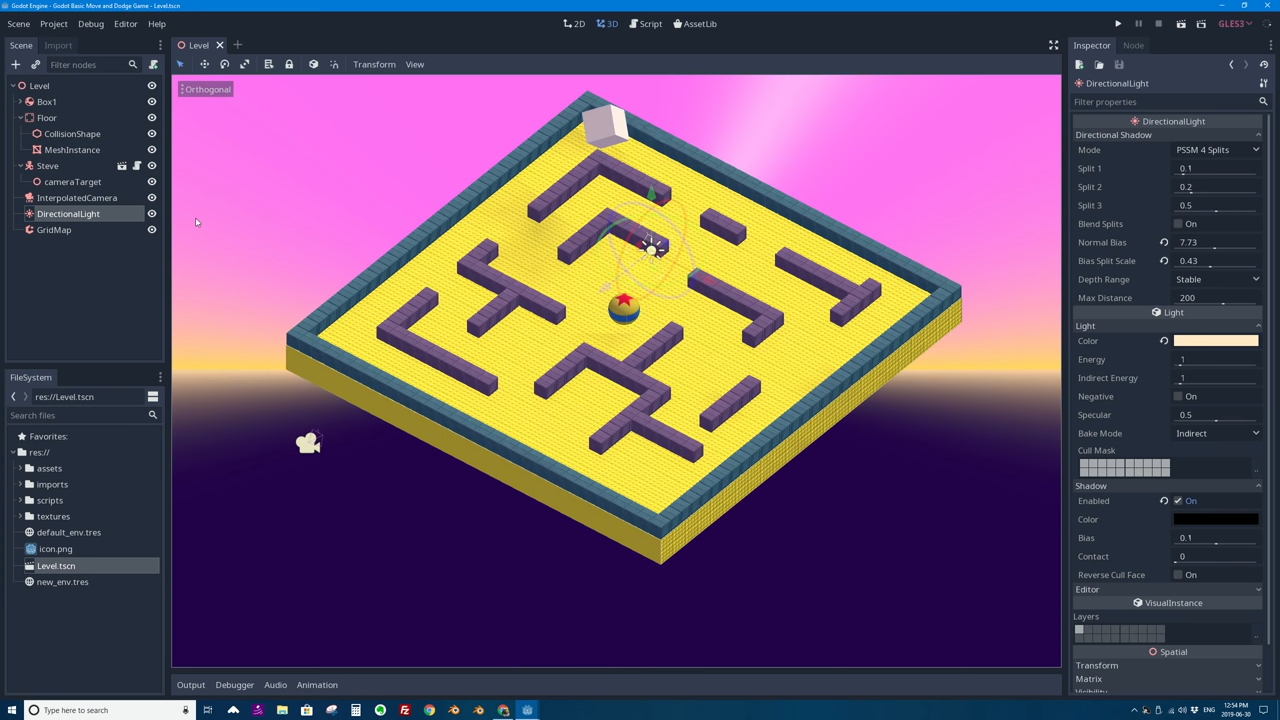 Godot Engine - Godot Basic Move and Dodge Game - Level.tscn
Scene Project Debug Editor Help
2D 3D Script AssetLib
GLES3
Scene Import
Filter nodes
Level
Box1
Floor
CollisionShape
MeshInstance
Steve
cameraTarget
InterpolatedCamera
DirectionalLight
GridMap
FileSystem
res://Level.tscn
Search files
Favorites:
res://
assets
imports
scripts
textures
default_env.tres
icon.png
Level.tscn
new_env.tres
Level
Transform View
Orthogonal
Output Debugger Audio Animation
Inspector Node
DirectionalLight
Filter properties
DirectionalLight
Directional Shadow
Mode PSSM 4 Splits
Split 1 0.1
Split 2 0.2
Split 3 0.5
Blend Splits On
Normal Bias 7.73
Bias Split Scale 0.43
Depth Range Stable
Max Distance 200
Light
Light
Color
Energy 1
Indirect Energy 1
Negative On
Specular 0.5
Bake Mode Indirect
Cull Mask
..
Shadow
Enabled On
Color
Bias 0.1
Contact 0
Reverse Cull Face On
Editor
VisualInstance
Layers
..
Spatial
Transform
Matrix
Visibility
Type here to search
12:54 PM
2019-06-30